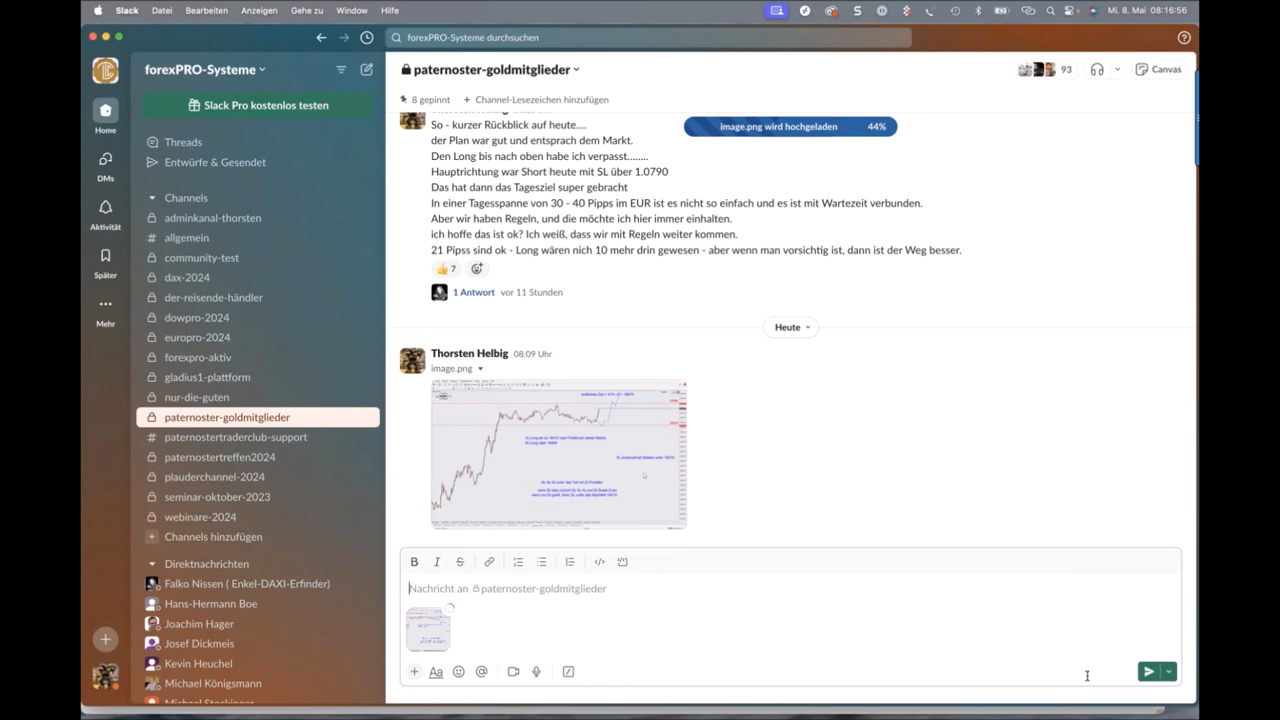 Slack Datei Bearbeiten Anzeigen Gehe zu Window Hilfe Mi. 8. Mai 08:16:56
forexPRO-Systeme durchsuchen
forexPRO-Systeme
paternoster-goldmitglieder
93
Canvas
8 gepinnt
Channel-Lesezeichen hinzufügen
Slack Pro kostenlos testen
Home
DMs
Aktivität
Später
Mehr
Threads
Entwürfe & Gesendet
Channels
adminkanal-thorsten
allgemein
community-test
dax-2024
der-reisende-händler
dowpro-2024
europro-2024
forexpro-aktiv
gladius1-plattform
nur-die-guten
paternoster-goldmitglieder
paternostertraderclub-support
paternostertreffen2024
plauderchannel-2024
seminar-oktober-2023
webinare-2024
Channels hinzufügen
Direktnachrichten
Falko Nissen ( Enkel-DAXI-Erfinder)
Hans-Hermann Boe
Joachim Hager
Josef Dickmeis
Kevin Heuchel
Michael Königsmann
image.png wird hochgeladen 44%
So - kurzer Rückblick auf heute....
der Plan war gut und entsprach dem Markt.
Den Long bis nach oben habe ich verpasst........
Hauptrichtung war Short heute mit SL über 1.0790
Das hat dann das Tagesziel super gebracht
In einer Tagesspanne von 30 - 40 Pipps im EUR ist es nicht so einfach und es ist mit Wartezeit verbunden.
Aber wir haben Regeln, und die möchte ich hier immer einhalten.
ich hoffe das ist ok? Ich weiß, dass wir mit Regeln weiter kommen.
21 Pipss sind ok - Long wären nich 10 mehr drin gewesen - aber wenn man vorsichtig ist, dann ist der Weg besser.
7
1 Antwort vor 11 Stunden
Heute
Thorsten Helbig 08:09 Uhr
image.png
Nachricht an paternoster-goldmitglieder